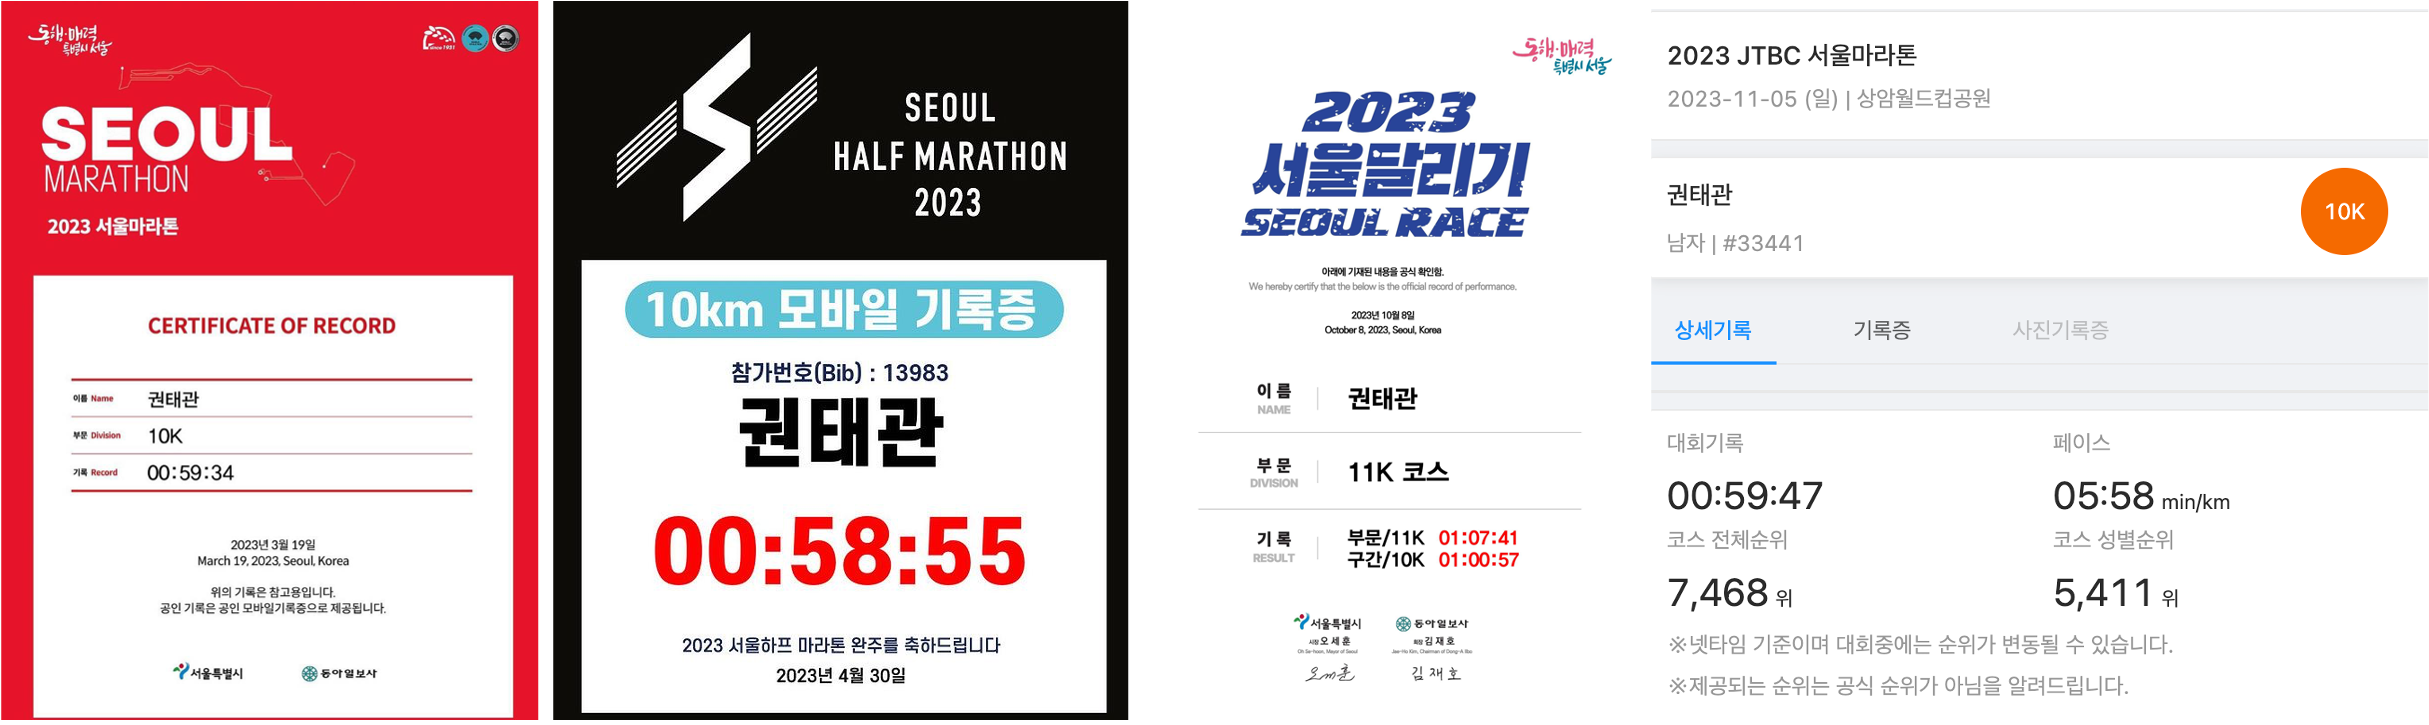 동행·매력
특별시 서울
since 1931
SEOUL
MARATHON
2023 서울마라톤
CERTIFICATE OF RECORD
이름 Name 권태관
부문 Division 10K
기록 Record 00:59:34
2023년 3월 19일
March 19, 2023, Seoul, Korea
위의 기록은 참고용입니다.
공인 기록은 공인 모바일기록증으로 제공됩니다.
서울특별시 동아일보사
SEOUL
HALF MARATHON
2023
10km 모바일 기록증
참가번호(Bib) : 13983
권태관
00:58:55
2023 서울하프 마라톤 완주를 축하드립니다
2023년 4월 30일
동행·매력
특별시 서울
2023
서울달리기
SEOUL RACE
아래에 기재된 내용을 공식 확인함.
We hereby certify that the below is the official record of performance.
2023년 10월 8일
October 8, 2023, Seoul, Korea
이 름 권태관
NAME
부 문 11K 코스
DIVISION
기 록 부문/11K 01:07:41
RESULT 구간/10K 01:00:57
서울특별시 동아일보사
시장 오 세 훈 회장 김 재 호
Oh Se-hoon, Mayor of Seoul Jae-Ho Kim, Chairman of Dong-A Ilbo
오세훈 김 재 호
2023 JTBC 서울마라톤
2023-11-05 (일) | 상암월드컵공원
권태관
남자 | #33441
10K
상세기록 기록증 사진기록증
대회기록 페이스
00:59:47 05:58 min/km
코스 전체순위 코스 성별순위
7,468 위 5,411 위
※넷타임 기준이며 대회중에는 순위가 변동될 수 있습니다.
※제공되는 순위는 공식 순위가 아님을 알려드립니다.